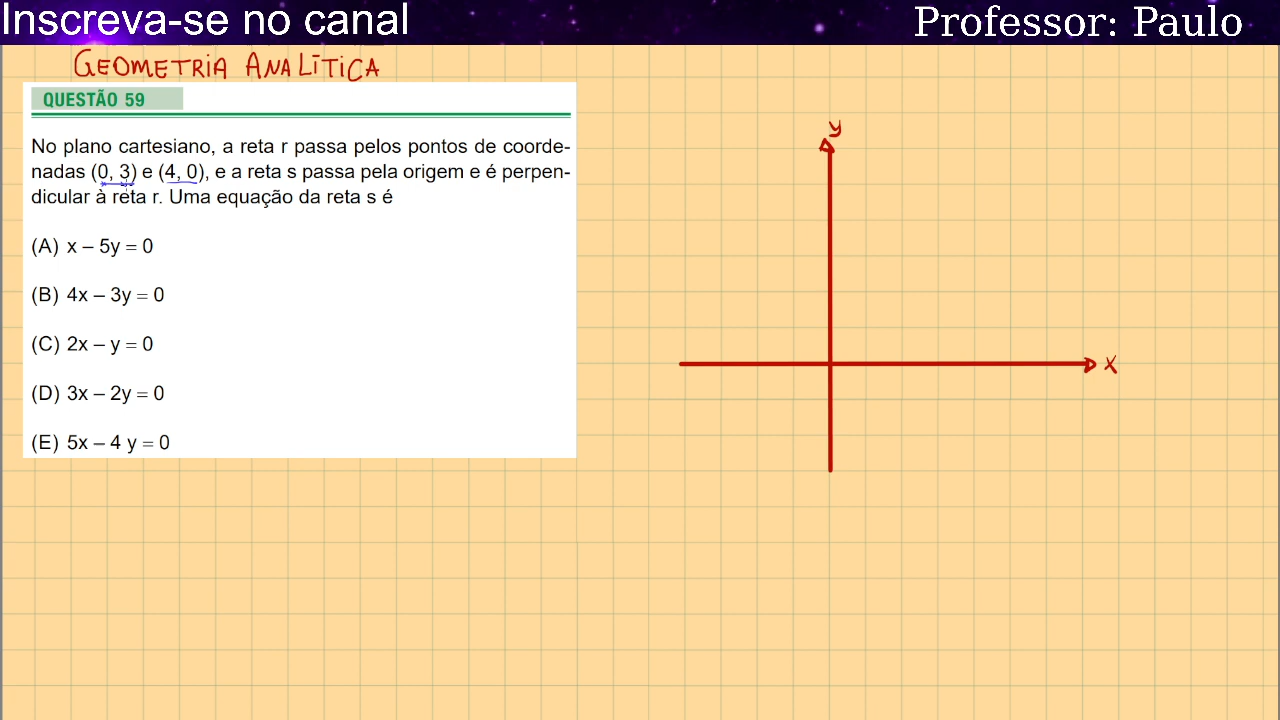 Inscreva-se no canal
Professor: Paulo
GEOMETRIA ANALÍTICA
QUESTÃO 59
No plano cartesiano, a reta r passa pelos pontos de coorde-
nadas (0, 3) e (4, 0), e a reta s passa pela origem e é perpen-
dicular à reta r. Uma equação da reta s é
(A) x – 5y = 0
(B) 4x – 3y = 0
(C) 2x – y = 0
(D) 3x – 2y = 0
(E) 5x – 4 y = 0
y
x